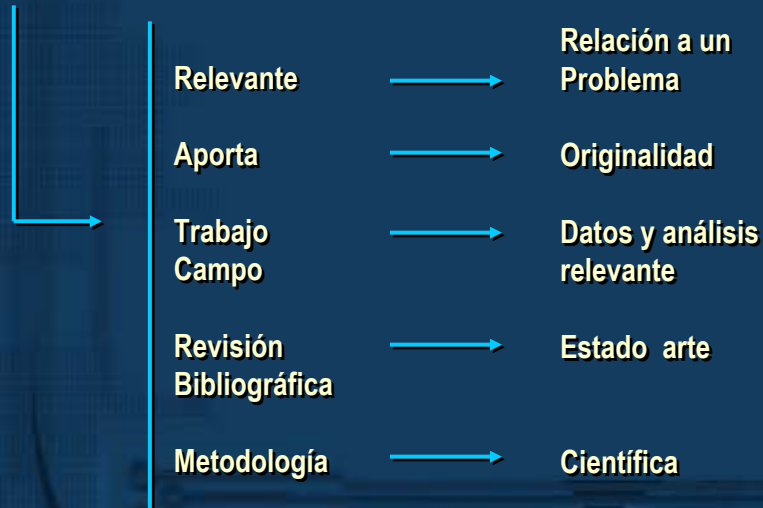 Relevante
Relación a un
Problema
Aporta
Originalidad
Trabajo
Campo
Datos y análisis
relevante
Revisión
Bibliográfica
Estado arte
Metodología
Científica